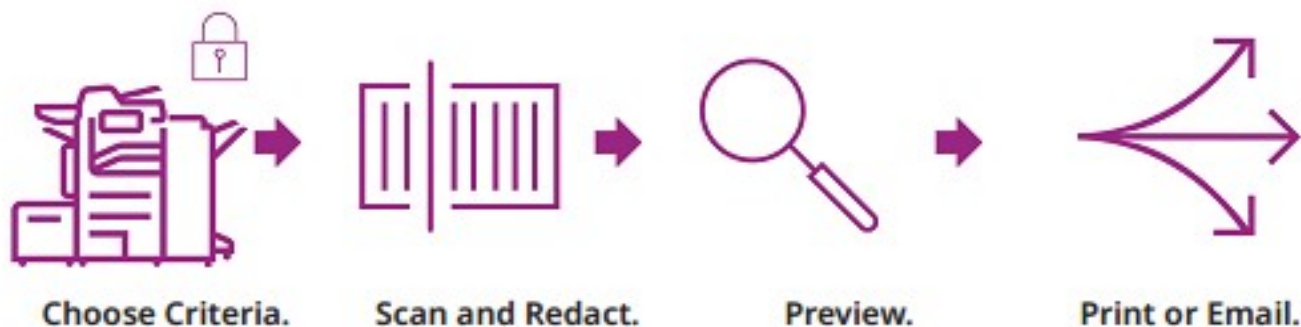 Choose Criteria. Scan and Redact. Preview. Print or Email.